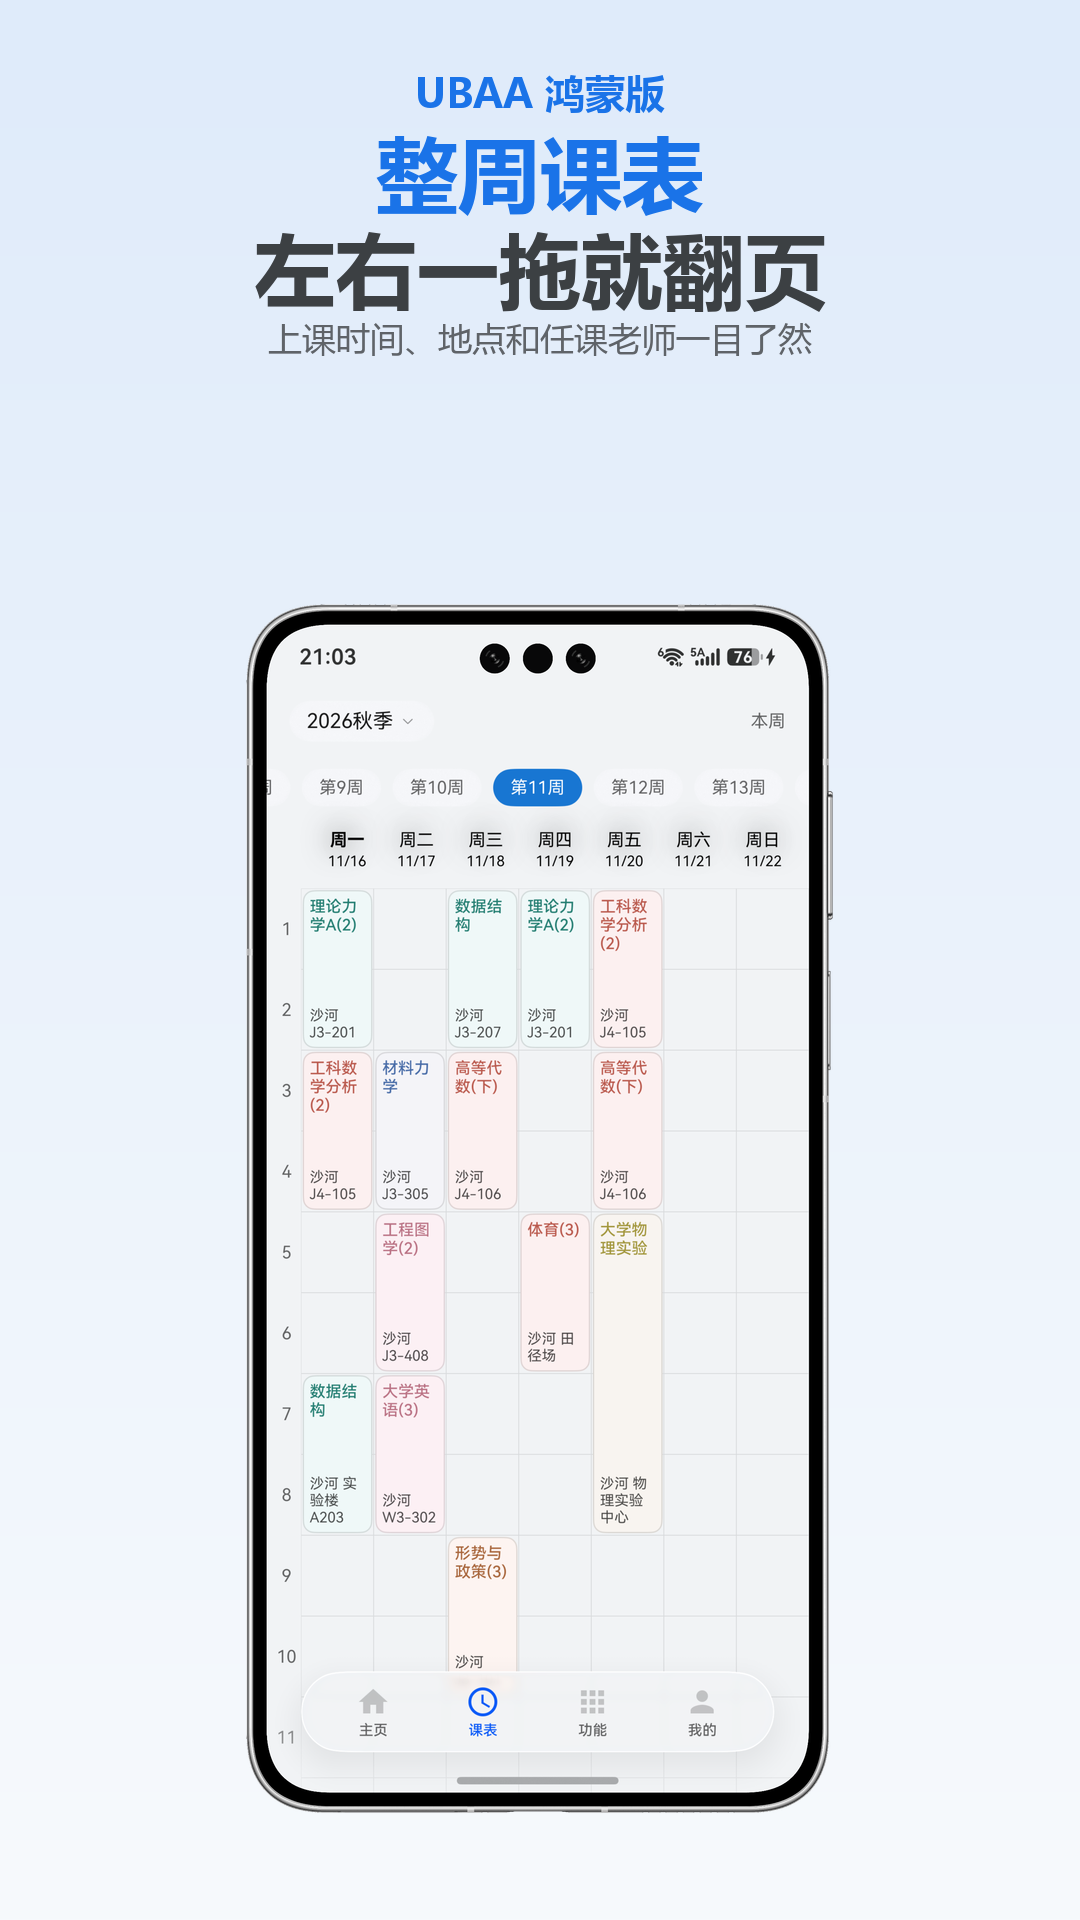 UBAA 鸿蒙版
整周课表
左右一拖就翻页
上课时间、地点和任课老师一目了然
21:03
6
5A
76
2026秋季
本周
周
第9周
第10周
第11周
第12周
第13周
周一
周二
周三
周四
周五
周六
周日
11/16
11/17
11/18
11/19
11/20
11/21
11/22
1
2
理论力
学A(2)
沙河
J3-201
数据结
构
沙河
J3-207
理论力
学A(2)
沙河
J3-201
工科数
学分析
(2)
沙河
J4-105
3
4
工科数
学分析
(2)
沙河
J4-105
材料力
学
沙河
J3-305
高等代
数(下)
沙河
J4-106
高等代
数(下)
沙河
J4-106
5
6
工程图
学(2)
沙河
J3-408
体育(3)
沙河 田
径场
大学物
理实验
沙河 物
理实验
中心
7
8
数据结
构
沙河 实
验楼
A203
大学英
语(3)
沙河
W3-302
9
10
形势与
政策(3)
沙河
11
主页
课表
功能
我的